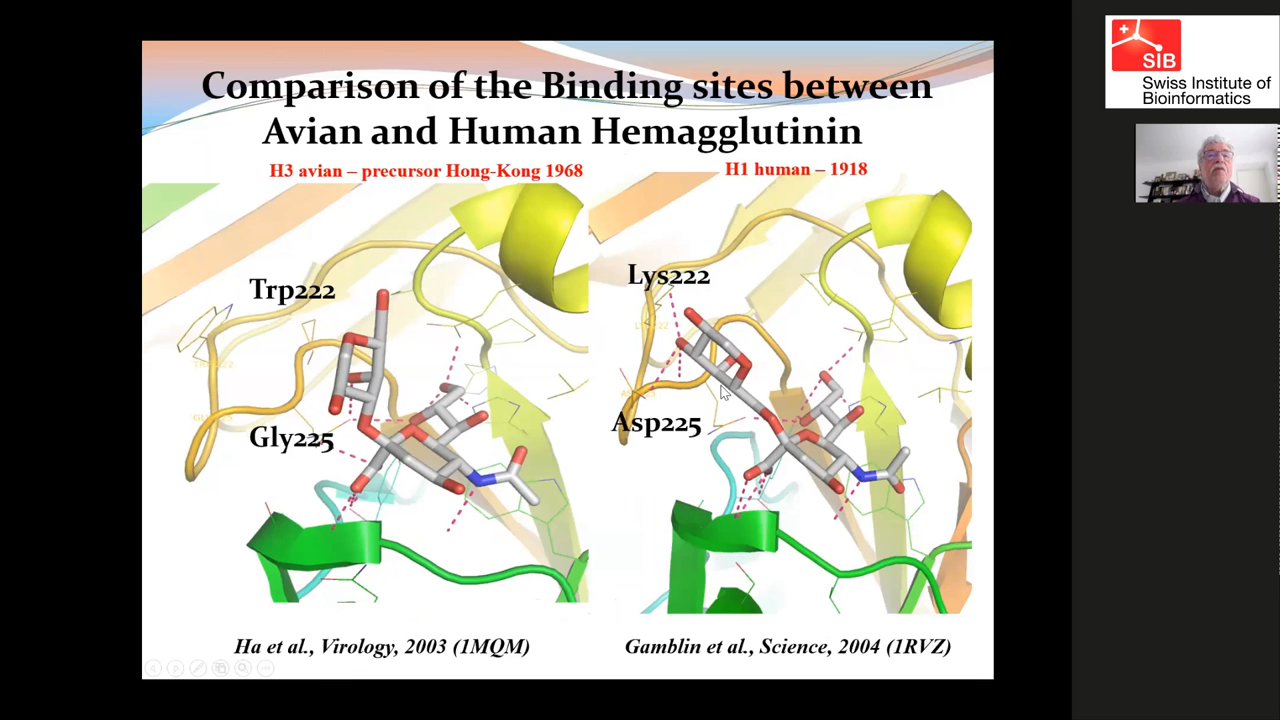 Comparison of the Binding sites between
Avian and Human Hemagglutinin
H3 avian – precursor Hong-Kong 1968
H1 human – 1918
Trp222
Gly225
Lys222
Asp225
Ha et al., Virology, 2003 (1MQM)
Gamblin et al., Science, 2004 (1RVZ)
SIB
Swiss Institute of
Bioinformatics